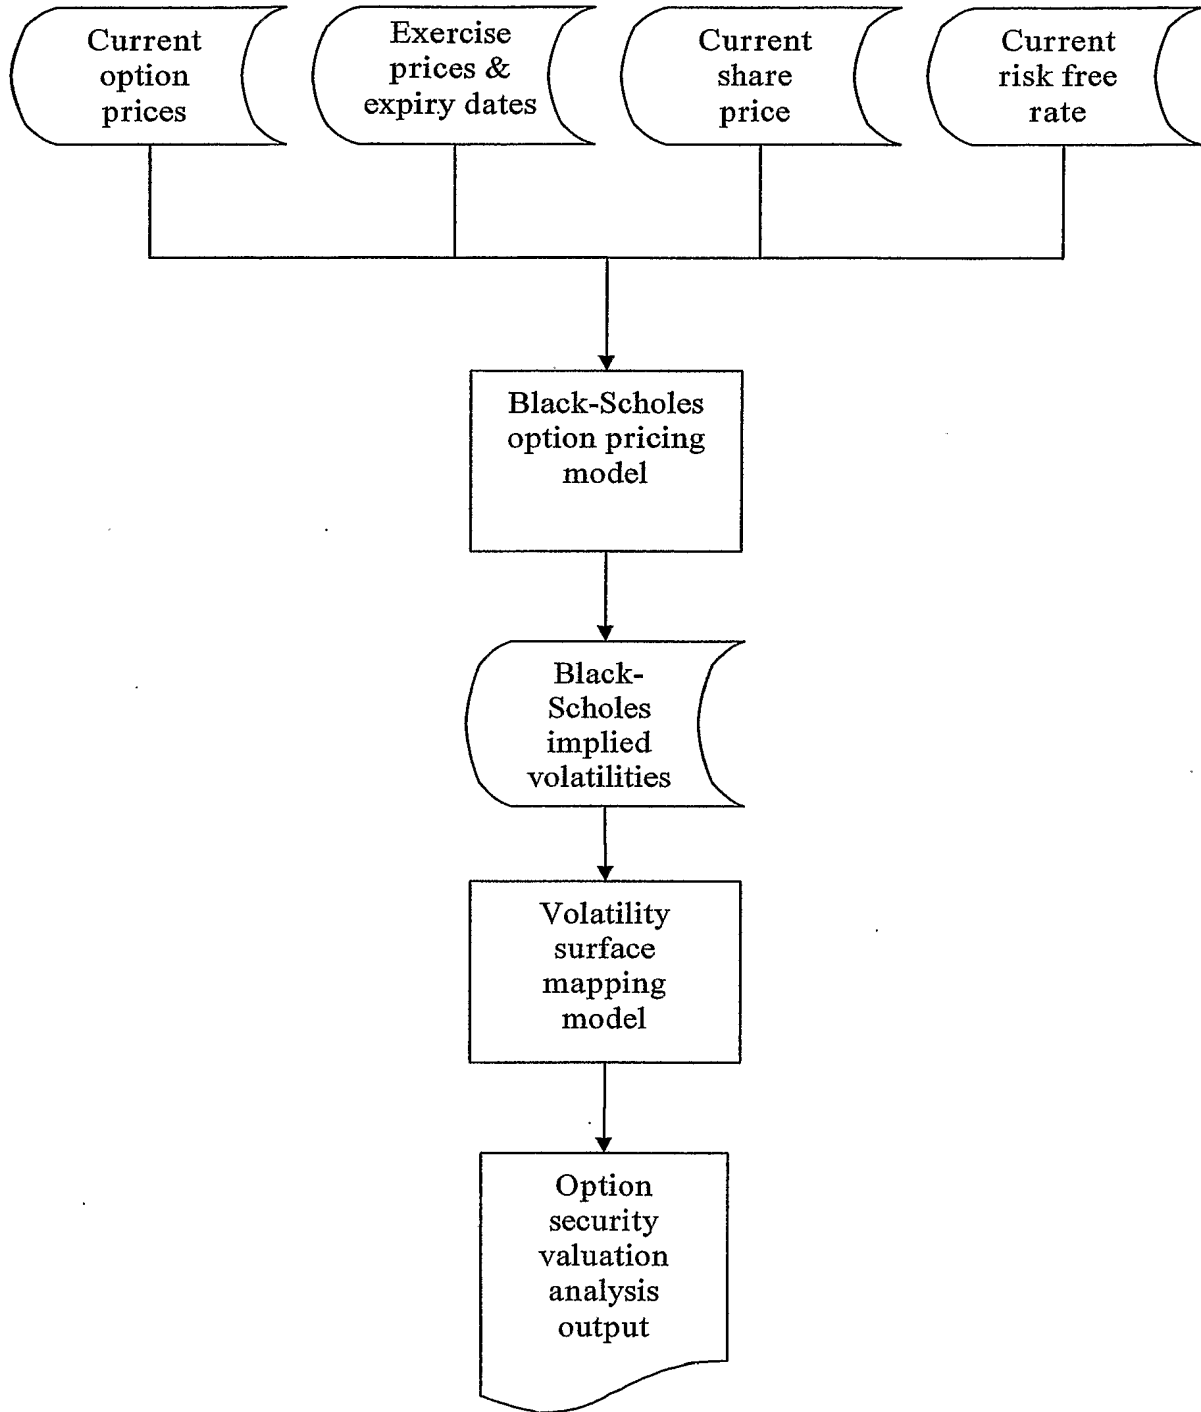 Current
option
prices
Exercise
prices &
expiry dates
Current
share
price
Current
risk free
rate
Black-Scholes
option pricing
model
Black-
Scholes
implied
volatilities
Volatility
surface
mapping
model
Option
security
valuation
analysis
output